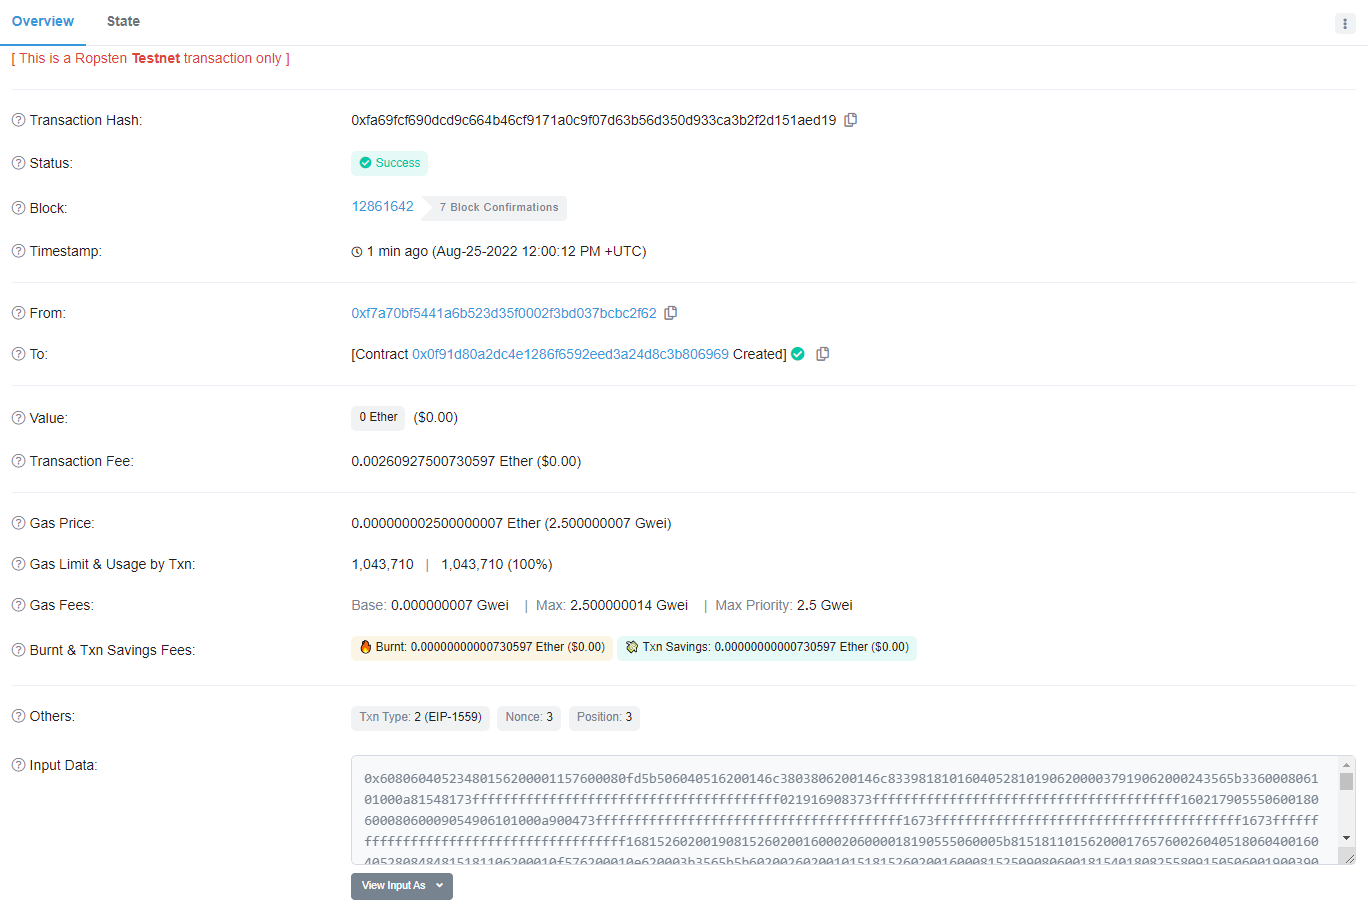 Overview State
[ This is a Ropsten Testnet transaction only ]
Transaction Hash: 0xfa69fcf690dcd9c664b46cf9171a0c9f07d63b56d350d933ca3b2f2d151aed19
Status: Success
Block: 12861642 7 Block Confirmations
Timestamp: 1 min ago (Aug-25-2022 12:00:12 PM +UTC)
From: 0xf7a70bf5441a6b523d35f0002f3bd037bcbc2f62
To: [Contract 0x0f91d80a2dc4e1286f6592eed3a24d8c3b806969 Created]
Value: 0 Ether ($0.00)
Transaction Fee: 0.00260927500730597 Ether ($0.00)
Gas Price: 0.000000002500000007 Ether (2.500000007 Gwei)
Gas Limit & Usage by Txn: 1,043,710 | 1,043,710 (100%)
Gas Fees: Base: 0.000000007 Gwei | Max: 2.500000014 Gwei | Max Priority: 2.5 Gwei
Burnt & Txn Savings Fees: Burnt: 0.00000000000730597 Ether ($0.00) Txn Savings: 0.00000000000730597 Ether ($0.00)
Others: Txn Type: 2 (EIP-1559) Nonce: 3 Position: 3
Input Data:
View Input As